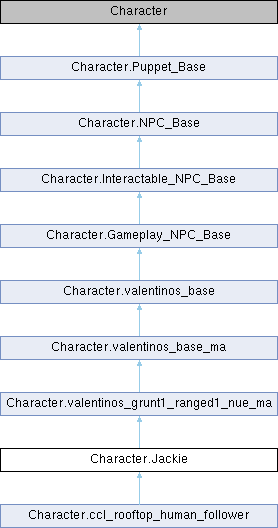 Character
Character.Puppet_Base
Character.NPC_Base
Character.Interactable_NPC_Base
Character.Gameplay_NPC_Base
Character.valentinos_base
Character.valentinos_base_ma
Character.valentinos_grunt1_ranged1_nue_ma
Character.Jackie
Character.ccl_rooftop_human_follower